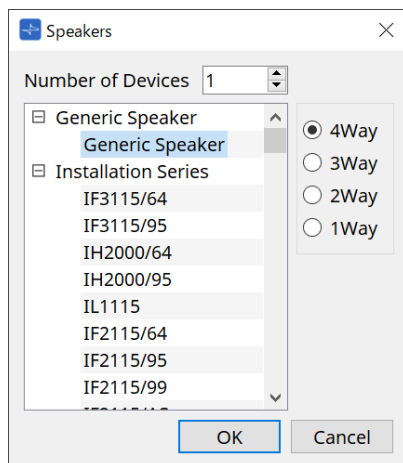 Speakers
Number of Devices 1
Generic Speaker
Generic Speaker
Installation Series
IF3115/64
IF3115/95
IH2000/64
IH2000/95
IL1115
IF2115/64
IF2115/95
IF2115/99
4Way
3Way
2Way
1Way
OK
Cancel